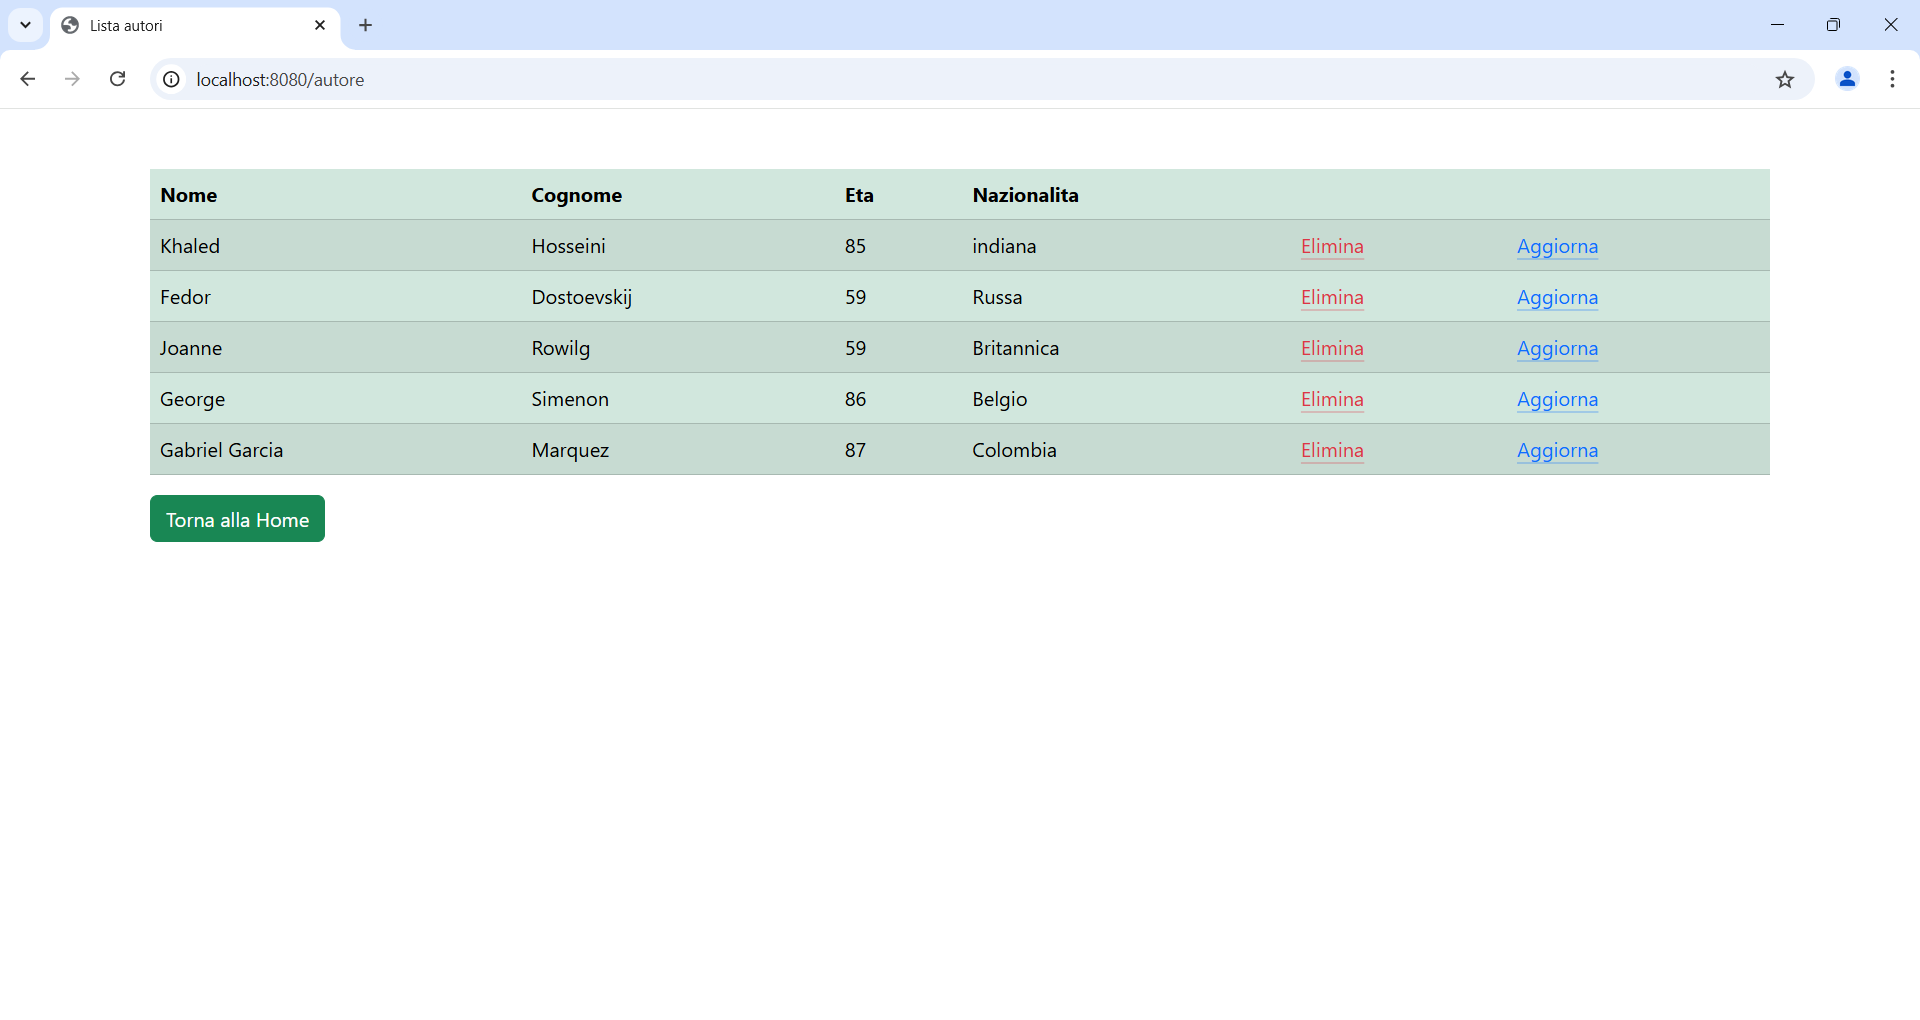 Lista autori
localhost:8080/autore
Nome Cognome Eta Nazionalita
Khaled Hosseini 85 indiana Elimina Aggiorna
Fedor Dostoevskij 59 Russa Elimina Aggiorna
Joanne Rowilg 59 Britannica Elimina Aggiorna
George Simenon 86 Belgio Elimina Aggiorna
Gabriel Garcia Marquez 87 Colombia Elimina Aggiorna
Torna alla Home